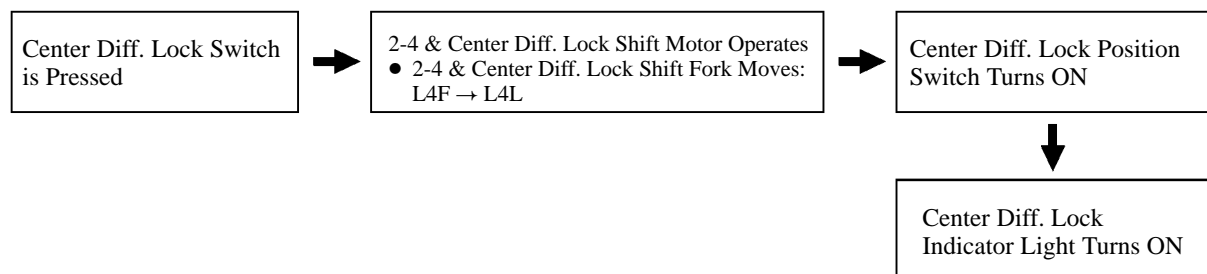 Center Diff. Lock Switch
is Pressed
2-4 & Center Diff. Lock Shift Motor Operates
● 2-4 & Center Diff. Lock Shift Fork Moves:
L4F → L4L
Center Diff. Lock Position
Switch Turns ON
Center Diff. Lock
Indicator Light Turns ON